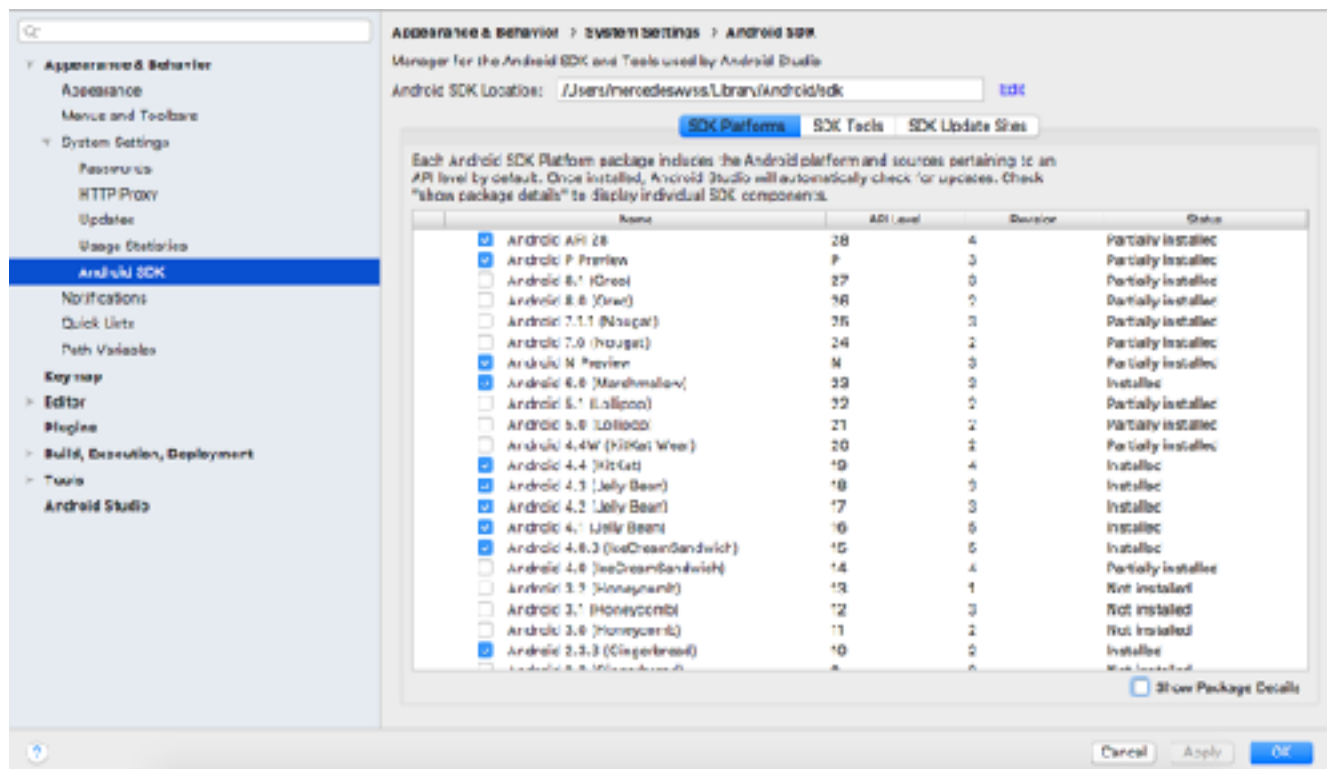 Appearance & Behavior > System Settings > Android SDK
Manager for the Android SDK and Tools used by Android Studio
Android SDK Location: /Users/mercedeswyss/Library/Android/sdk Edit
Appearance & Behavior
Appearance
Menus and Toolbars
System Settings
Passwords
HTTP Proxy
Updates
Usage Statistics
Android SDK
Notifications
Quick Lists
Path Variables
Keymap
Editor
Plugins
Build, Execution, Deployment
Tools
Android Studio
SDK Platforms SDK Tools SDK Update Sites
Each Android SDK Platform package includes the Android platform and sources pertaining to an
API level by default. Once installed, Android Studio will automatically check for updates. Check
"show package details" to display individual SDK components.
Name API Level Revision Status
Android API 28 28 4 Partially installed
Android P Preview P 3 Partially installed
Android 8.1 (Oreo) 27 3 Partially installed
Android 8.0 (Oreo) 26 2 Partially installed
Android 7.1.1 (Nougat) 25 3 Partially installed
Android 7.0 (Nougat) 24 2 Partially installed
Android N Preview N 3 Partially installed
Android 6.0 (Marshmallow) 23 3 Installed
Android 5.1 (Lollipop) 22 2 Partially installed
Android 5.0 (Lollipop) 21 2 Partially installed
Android 4.4W (KitKat Wear) 20 2 Partially installed
Android 4.4 (KitKat) 19 4 Installed
Android 4.3 (Jelly Bean) 18 3 Installed
Android 4.2 (Jelly Bean) 17 3 Installed
Android 4.1 (Jelly Bean) 16 5 Installed
Android 4.0.3 (IceCreamSandwich) 15 5 Installed
Android 4.0 (IceCreamSandwich) 14 4 Partially installed
Android 3.2 (Honeycomb) 13 1 Not installed
Android 3.1 (Honeycomb) 12 3 Not installed
Android 3.0 (Honeycomb) 11 2 Not installed
Android 2.3.3 (Gingerbread) 10 2 Installed
Show Package Details
? Cancel Apply OK